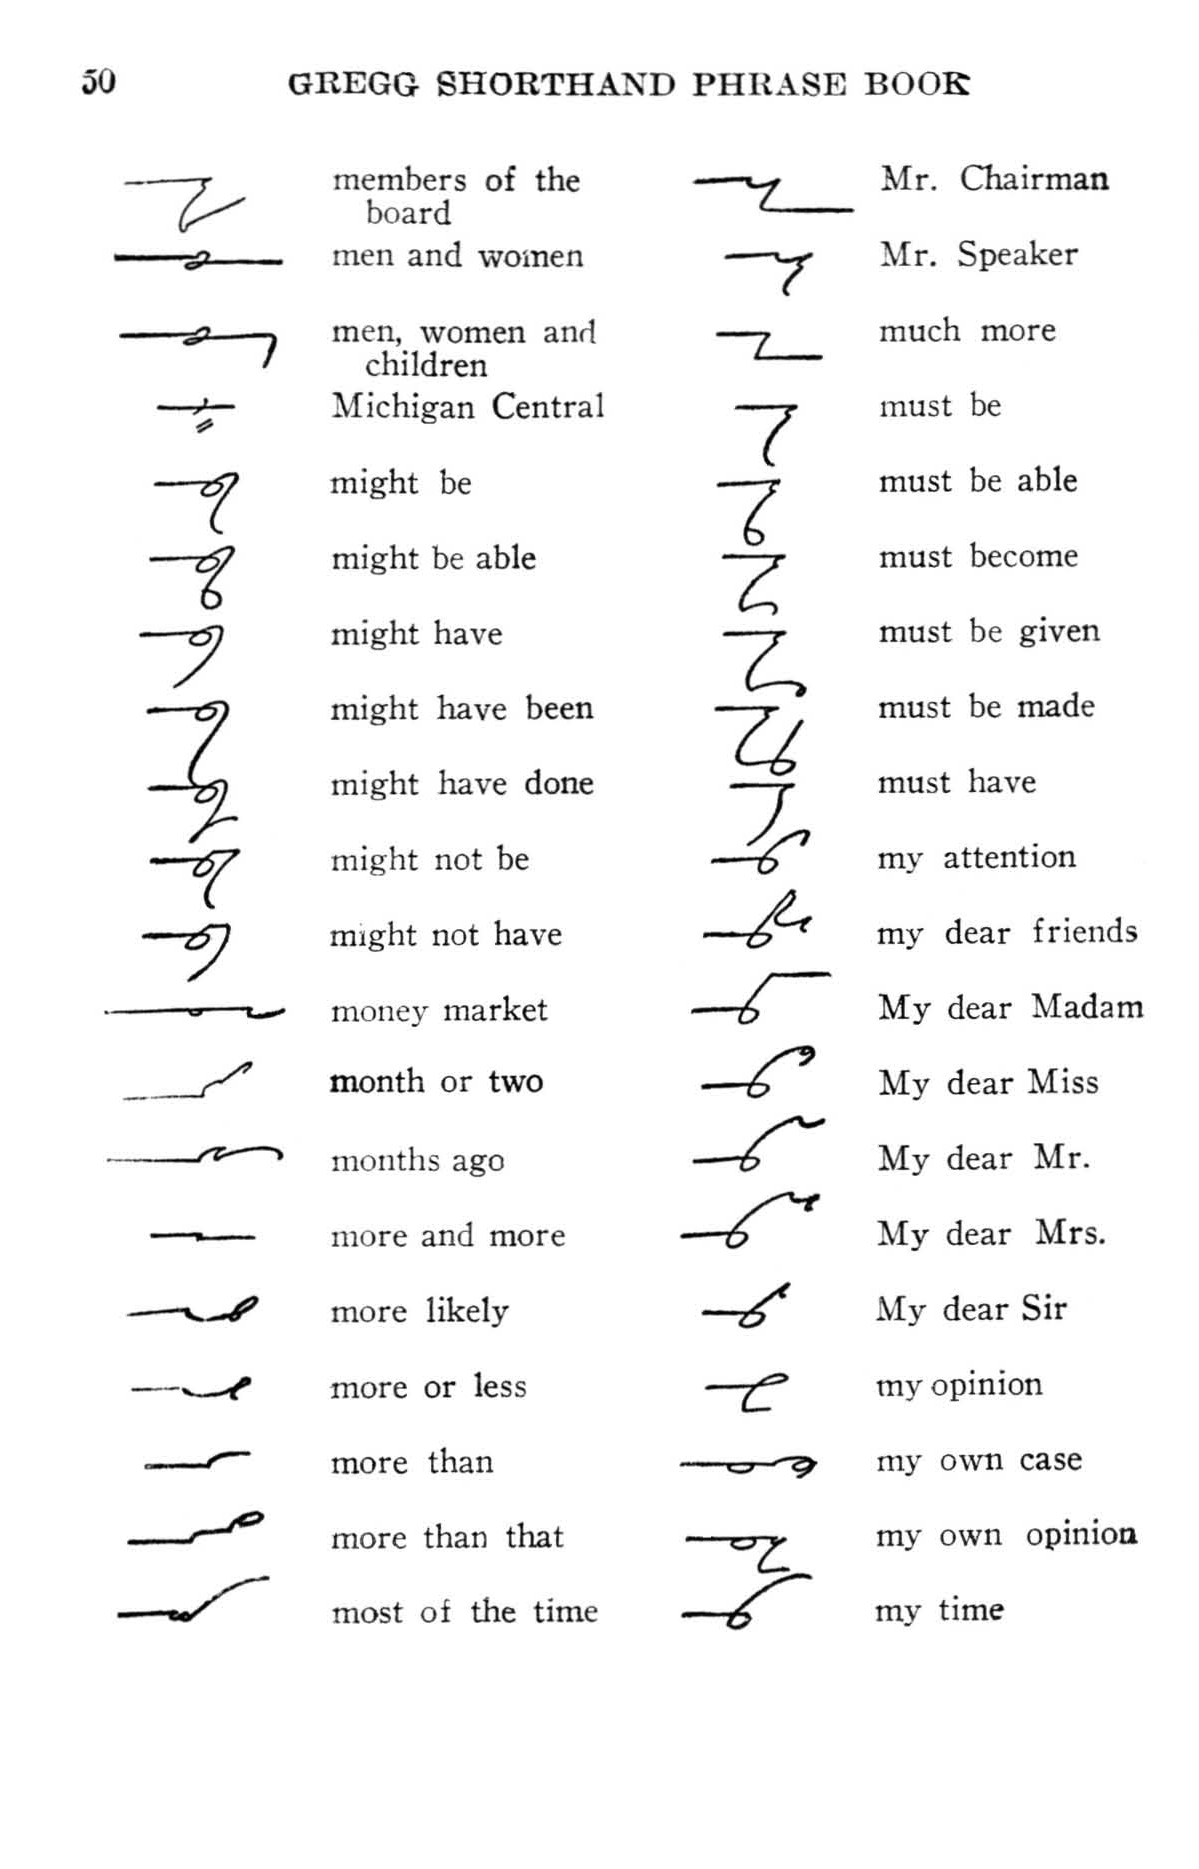 50 GREGG SHORTHAND PHRASE BOOK
members of the
board
men and women
men, women and
children
Michigan Central
might be
might be able
might have
might have been
might have done
might not be
might not have
money market
month or two
months ago
more and more
more likely
more or less
more than
more than that
most of the time
Mr. Chairman
Mr. Speaker
much more
must be
must be able
must become
must be given
must be made
must have
my attention
my dear friends
My dear Madam
My dear Miss
My dear Mr.
My dear Mrs.
My dear Sir
my opinion
my own case
my own opinion
my time